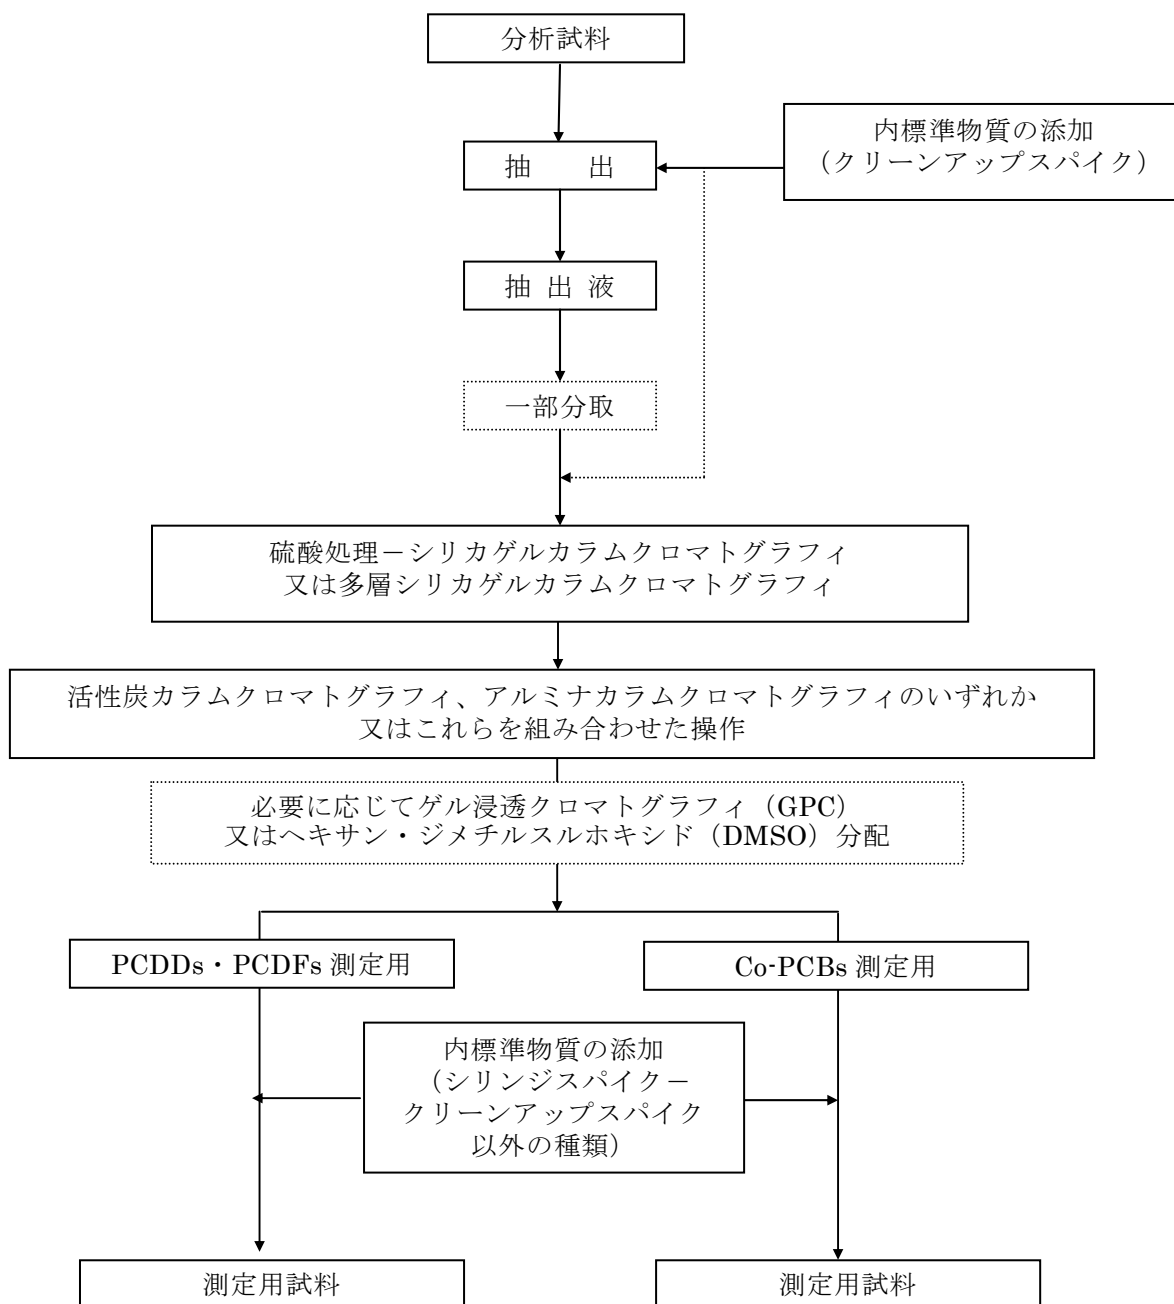 分析試料
内標準物質の添加
（クリーンアップスパイク）
抽　　出
抽 出 液
一部分取
硫酸処理－シリカゲルカラムクロマトグラフィ
又は多層シリカゲルカラムクロマトグラフィ
活性炭カラムクロマトグラフィ、アルミナカラムクロマトグラフィのいずれか
又はこれらを組み合わせた操作
必要に応じてゲル浸透クロマトグラフィ（GPC）
又はヘキサン・ジメチルスルホキシド（DMSO）分配
PCDDs・PCDFs 測定用
Co-PCBs 測定用
内標準物質の添加
（シリンジスパイク－
クリーンアップスパイク
以外の種類）
測定用試料
測定用試料